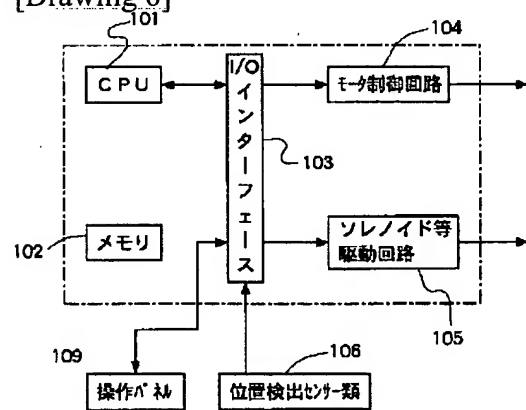 [Drawing 6]
101
104
CPU
I/Oインターフェース
モータ制御回路
103
102
メモリ
ソレノイド等
駆動回路
105
109
106
操作パネル
位置検出センサー類